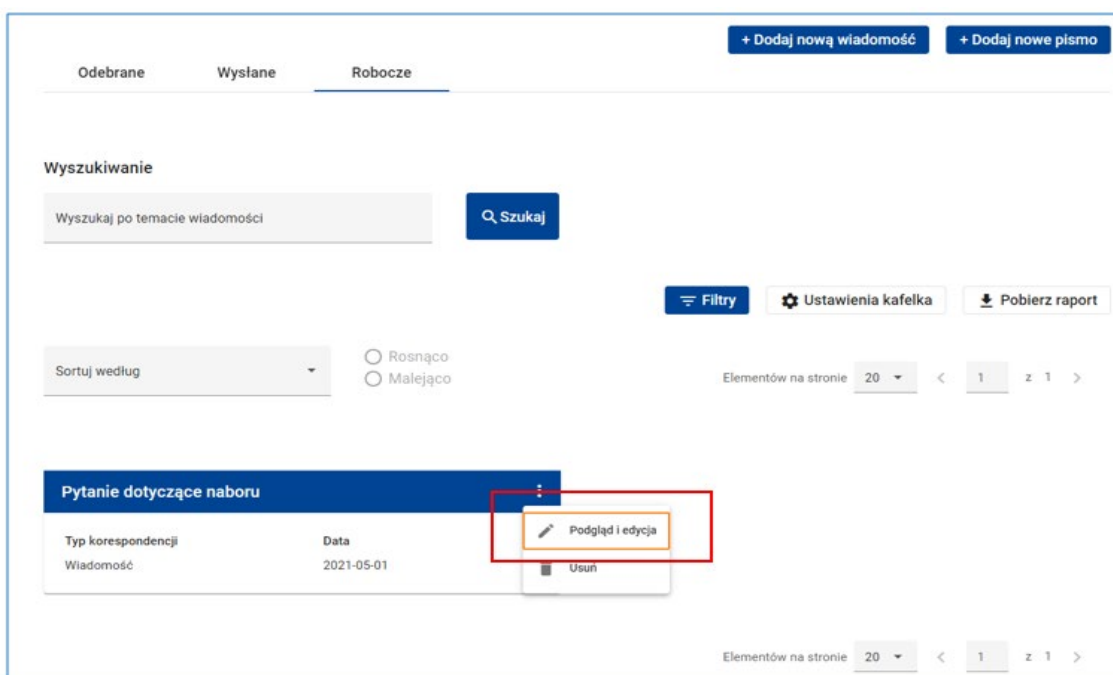 + Dodaj nową wiadomość + Dodaj nowe pismo
Odebrane Wysłane Robocze
Wyszukiwanie
Wyszukaj po temacie wiadomości Szukaj
Filtry Ustawienia kafelka Pobierz raport
Sortuj według Rosnąco
Malejąco
Elementów na stronie 20 < 1 z 1 >
Pytanie dotyczące naboru
Podgląd i edycja
Typ korespondencji Data
Wiadomość 2021-05-01 Usuń
Elementów na stronie 20 < 1 z 1 >